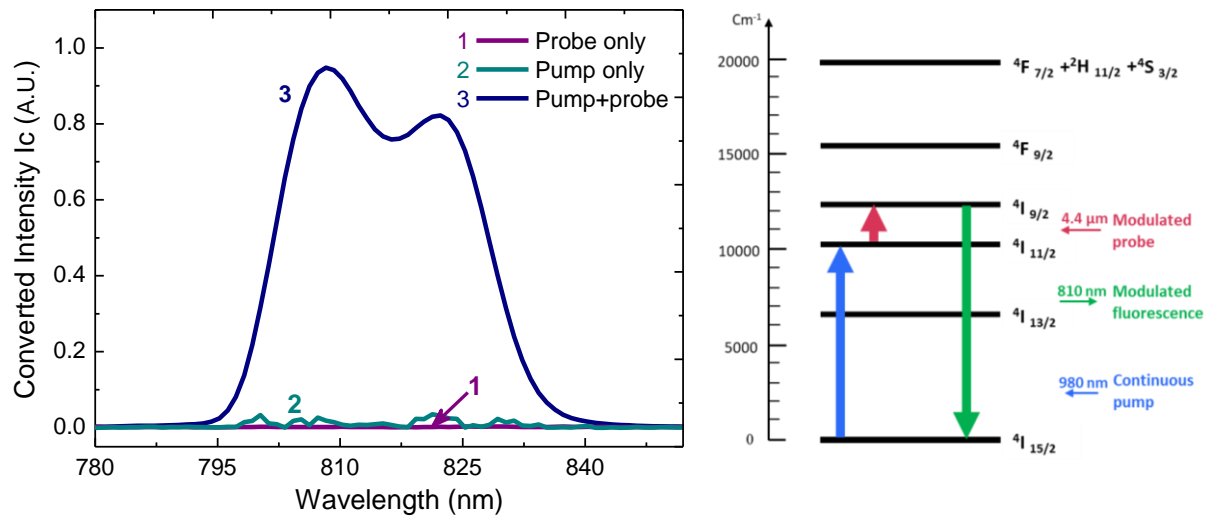 1.0
0.8
0.6
0.4
0.2
0.0
Converted Intensity Ic (A.U.)
780
795
810
825
840
Wavelength (nm)
1 Probe only
2 Pump only
3 Pump+probe
3
2
1
Cm⁻¹
20000
15000
10000
5000
0
⁴F 7/2 +²H 11/2 +⁴S 3/2
⁴F 9/2
⁴I 9/2
⁴I 11/2
⁴I 13/2
⁴I 15/2
4.4 µm Modulated
probe
810 nm Modulated
fluorescence
980 nm Continuous
pump